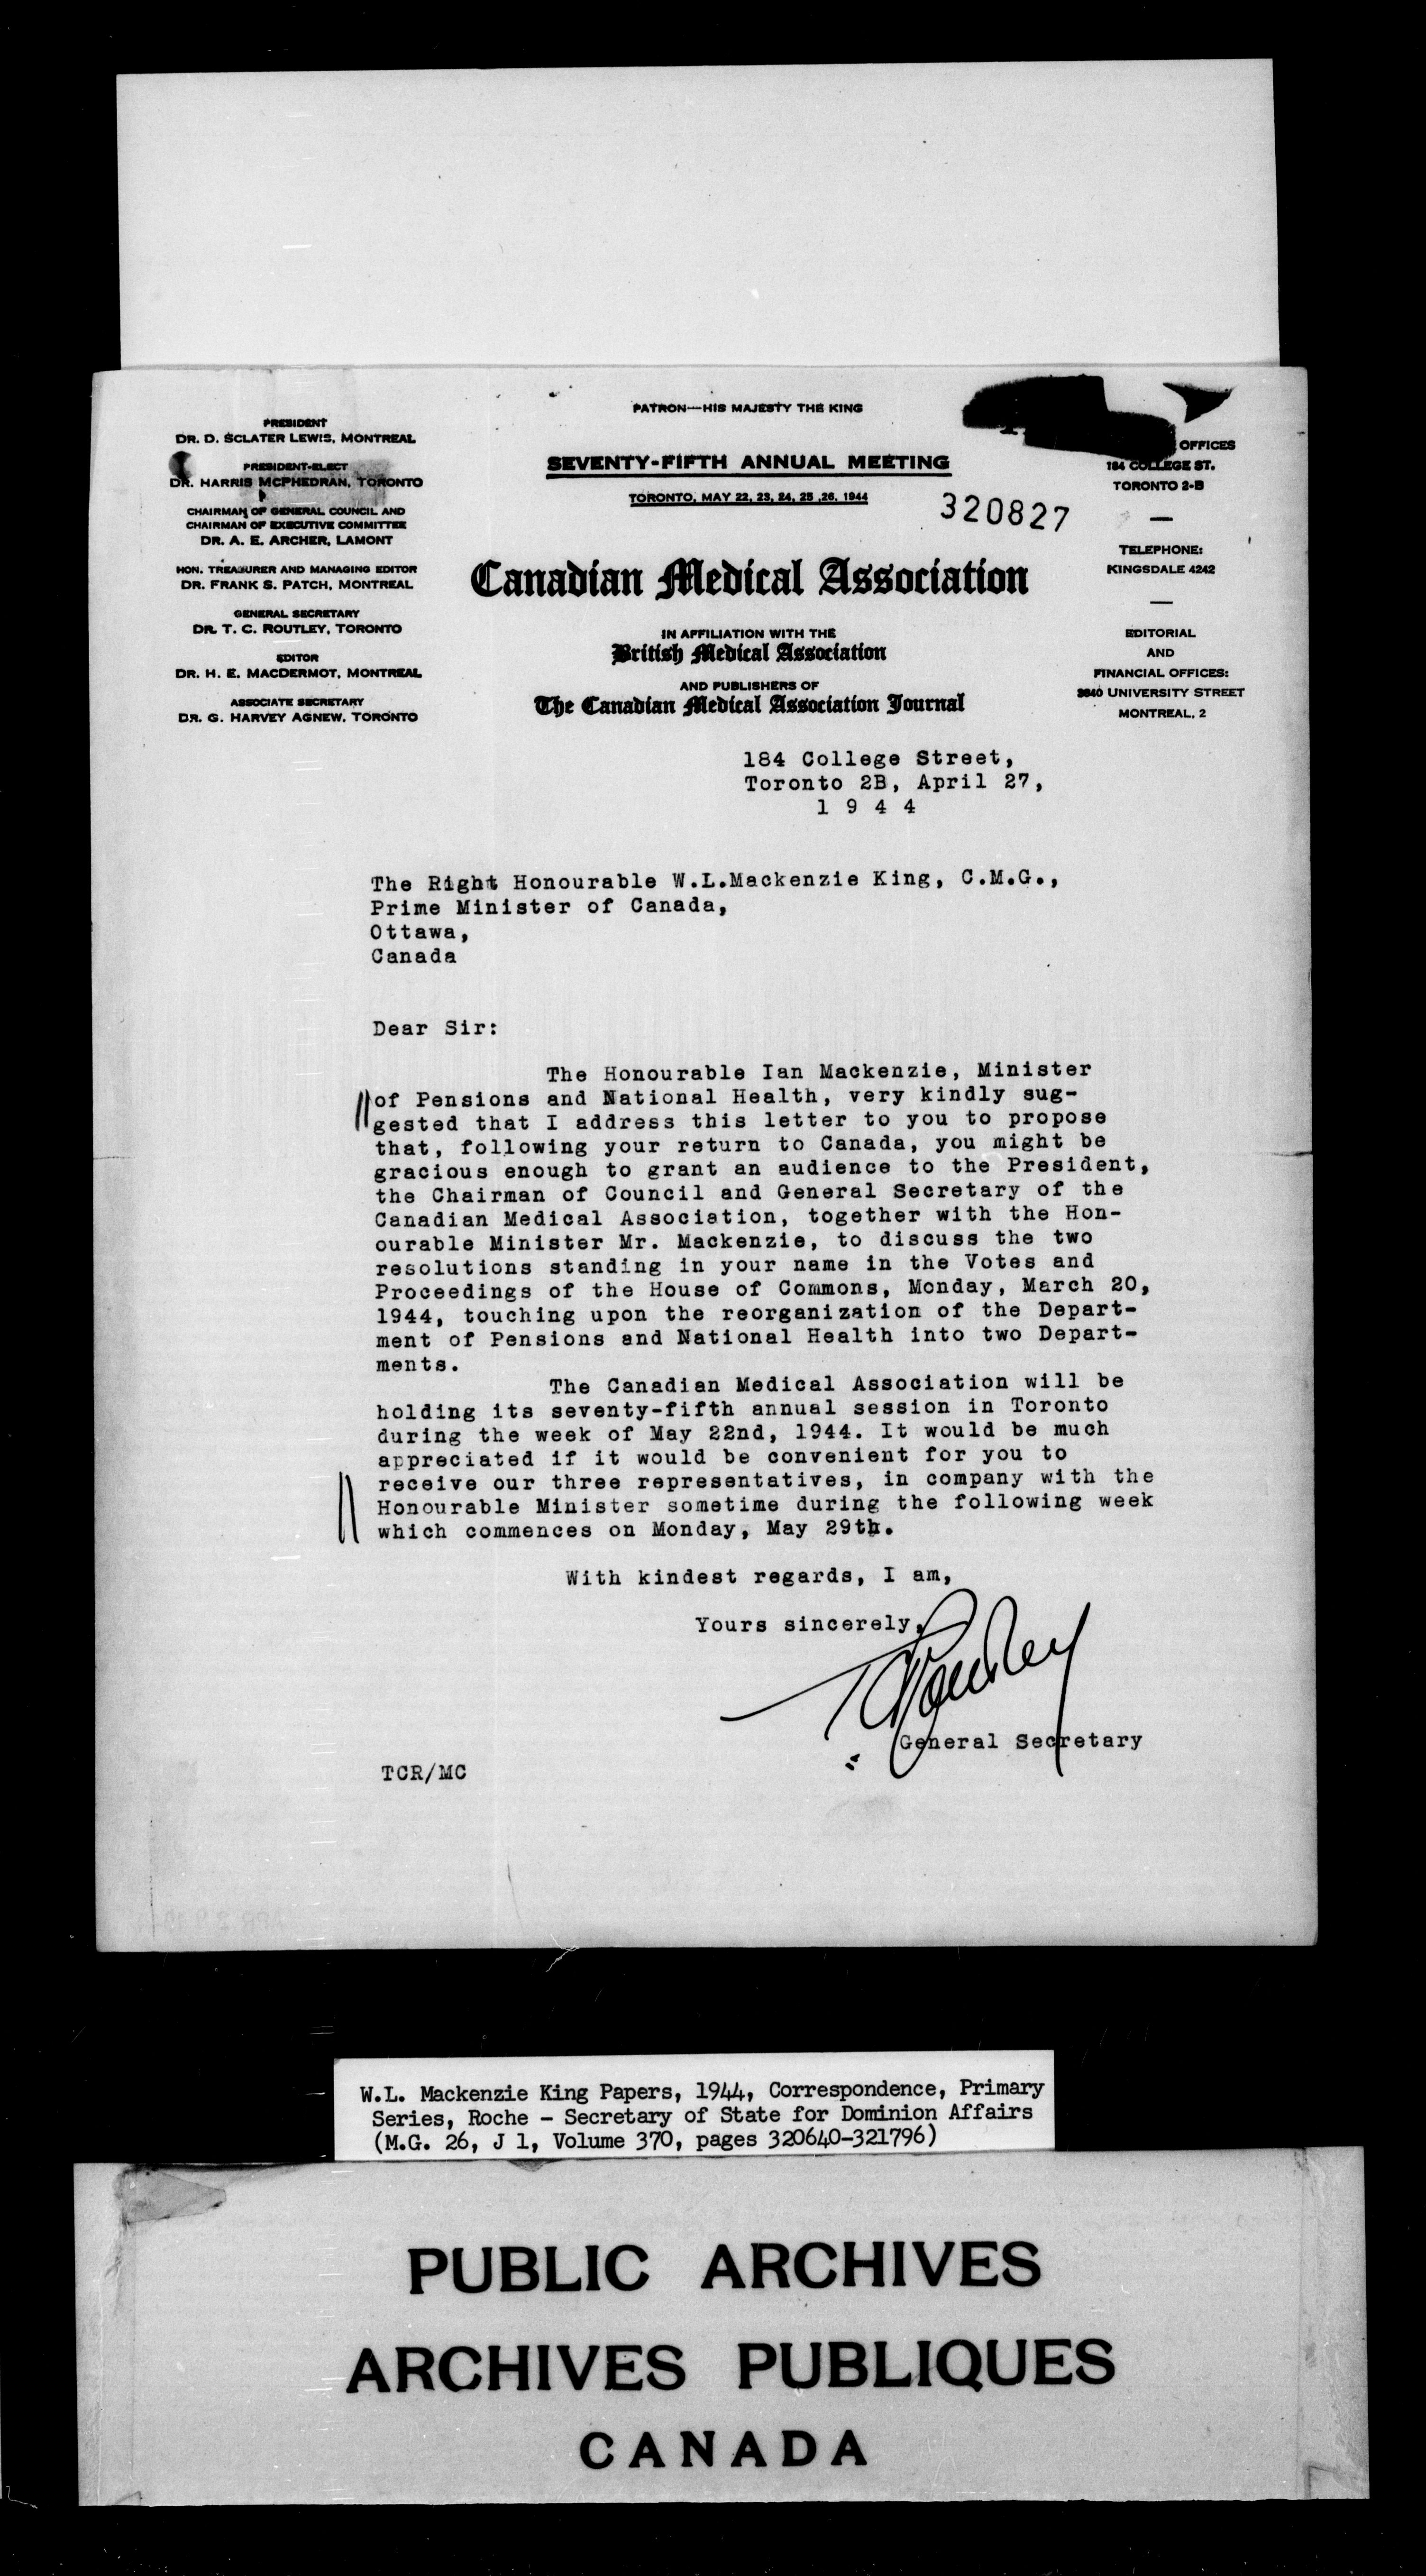 PATRON—HIS MAJESTY THE KING
PRESIDENT
DR. D. SCLATER LEWIS, MONTREAL
PRESIDENT-ELECT
DR. HARRIS MCPHEDRAN, TORONTO
CHAIRMAN OF GENERAL COUNCIL AND
CHAIRMAN OF EXECUTIVE COMMITTEE
DR. A. E. ARCHER, LAMONT
HON. TREASURER AND MANAGING EDITOR
DR. FRANK S. PATCH, MONTREAL
GENERAL SECRETARY
DR. T. C. ROUTLEY, TORONTO
EDITOR
DR. H. E. MACDERMOT, MONTREAL
ASSOCIATE SECRETARY
DR. G. HARVEY AGNEW, TORONTO
SEVENTY-FIFTH ANNUAL MEETING
TORONTO, MAY 22, 23, 24, 25 ,26, 1944
320827
Canadian Medical Association
IN AFFILIATION WITH THE
British Medical Association
AND PUBLISHERS OF
The Canadian Medical Association Journal
OFFICES
184 COLLEGE ST.
TORONTO 2-B
TELEPHONE:
KINGSDALE 4242
EDITORIAL
AND
FINANCIAL OFFICES:
3640 UNIVERSITY STREET
MONTREAL, 2
184 College Street,
Toronto 2B, April 27,
1 9 4 4
The Right Honourable W.L.Mackenzie King, C.M.G.,
Prime Minister of Canada,
Ottawa,
Canada
Dear Sir:
The Honourable Ian Mackenzie, Minister
of Pensions and National Health, very kindly sug-
gested that I address this letter to you to propose
that, following your return to Canada, you might be
gracious enough to grant an audience to the President,
the Chairman of Council and General Secretary of the
Canadian Medical Association, together with the Hon-
ourable Minister Mr. Mackenzie, to discuss the two
resolutions standing in your name in the Votes and
Proceedings of the House of Commons, Monday, March 20,
1944, touching upon the reorganization of the Depart-
ment of Pensions and National Health into two Depart-
ments.
The Canadian Medical Association will be
holding its seventy-fifth annual session in Toronto
during the week of May 22nd, 1944. It would be much
appreciated if it would be convenient for you to
receive our three representatives, in company with the
Honourable Minister sometime during the following week
which commences on Monday, May 29th.
With kindest regards, I am,
Yours sincerely,
T C Routley
General Secretary
TCR/MC
W.L. Mackenzie King Papers, 1944, Correspondence, Primary
Series, Roche - Secretary of State for Dominion Affairs
(M.G. 26, J 1, Volume 370, pages 320640-321796)
PUBLIC ARCHIVES
ARCHIVES PUBLIQUES
CANADA